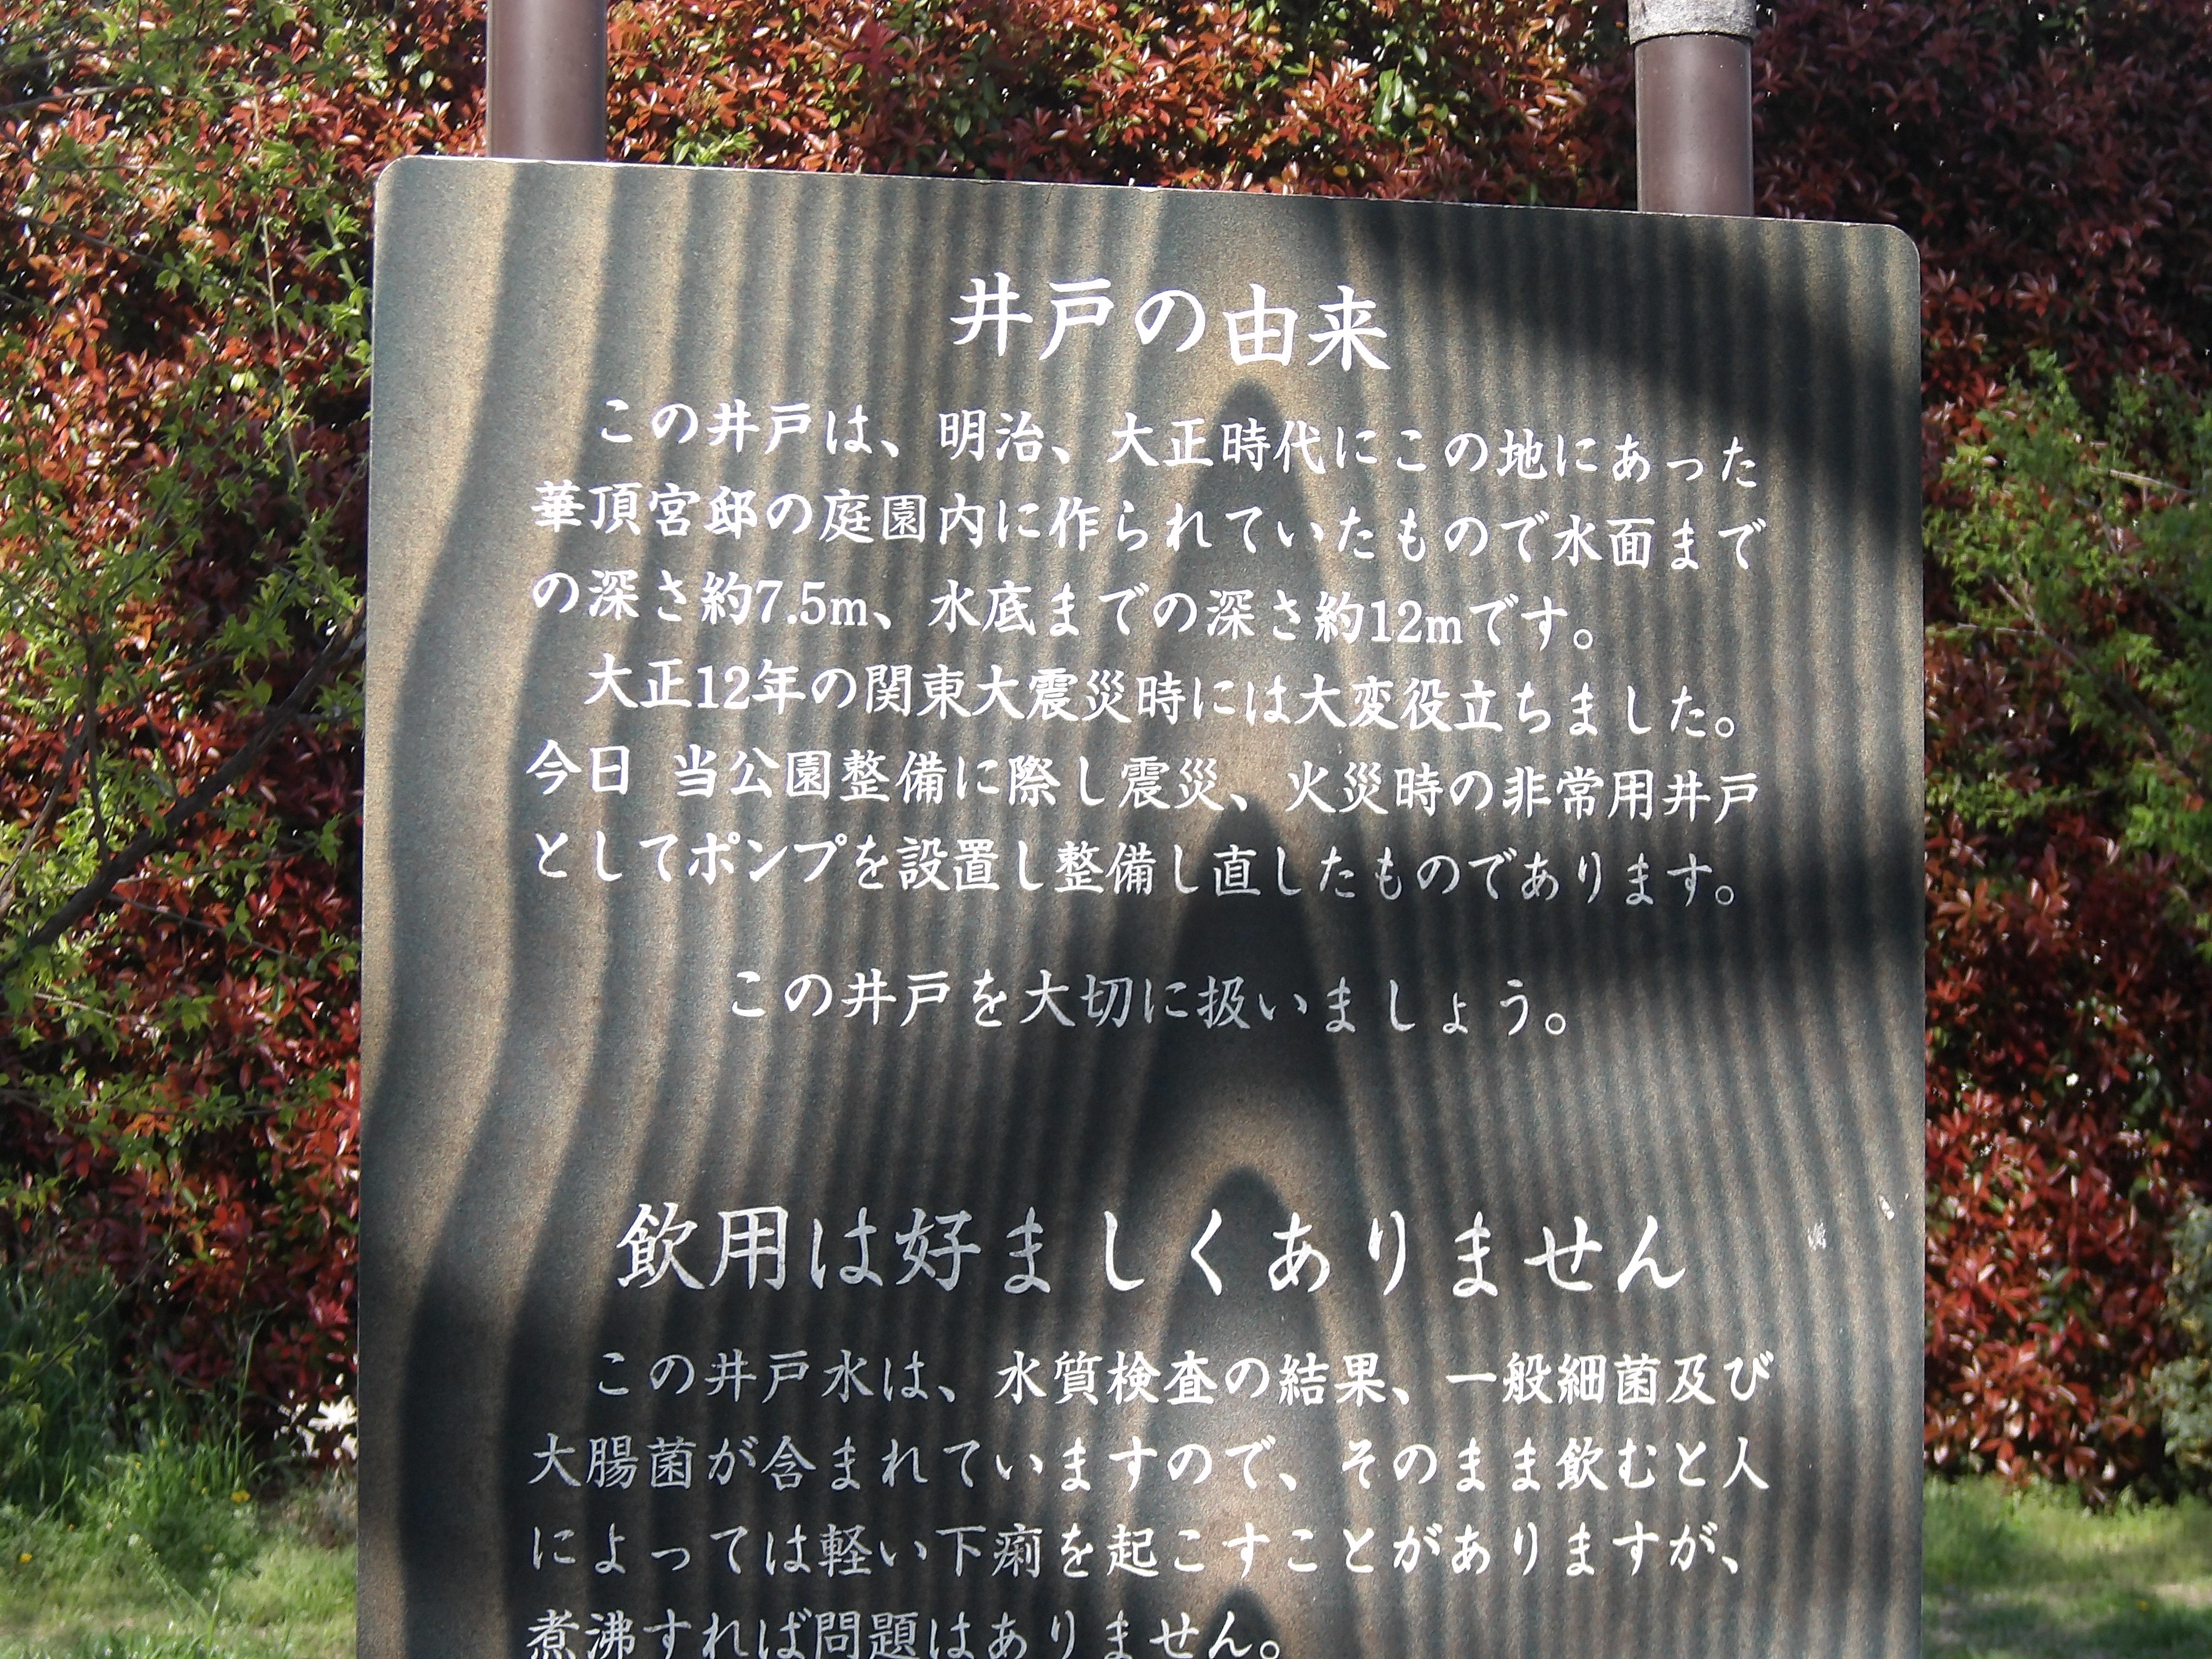 井戸の由来
この井戸は、明治、大正時代にこの地にあった
華頂宮邸の庭園内に作られていたもので水面まで
の深さ約7.5m、水底までの深さ約12mです。
大正12年の関東大震災時には大変役立ちました。
今日 当公園整備に際し震災、火災時の非常用井戸
としてポンプを設置し整備し直したものであります。
この井戸を大切に扱いましょう。
飲用は好ましくありません
この井戸水は、水質検査の結果、一般細菌及び
大腸菌が含まれていますので、そのまま飲むと人
によっては軽い下痢を起こすことがありますが、
煮沸すれば問題はありません。